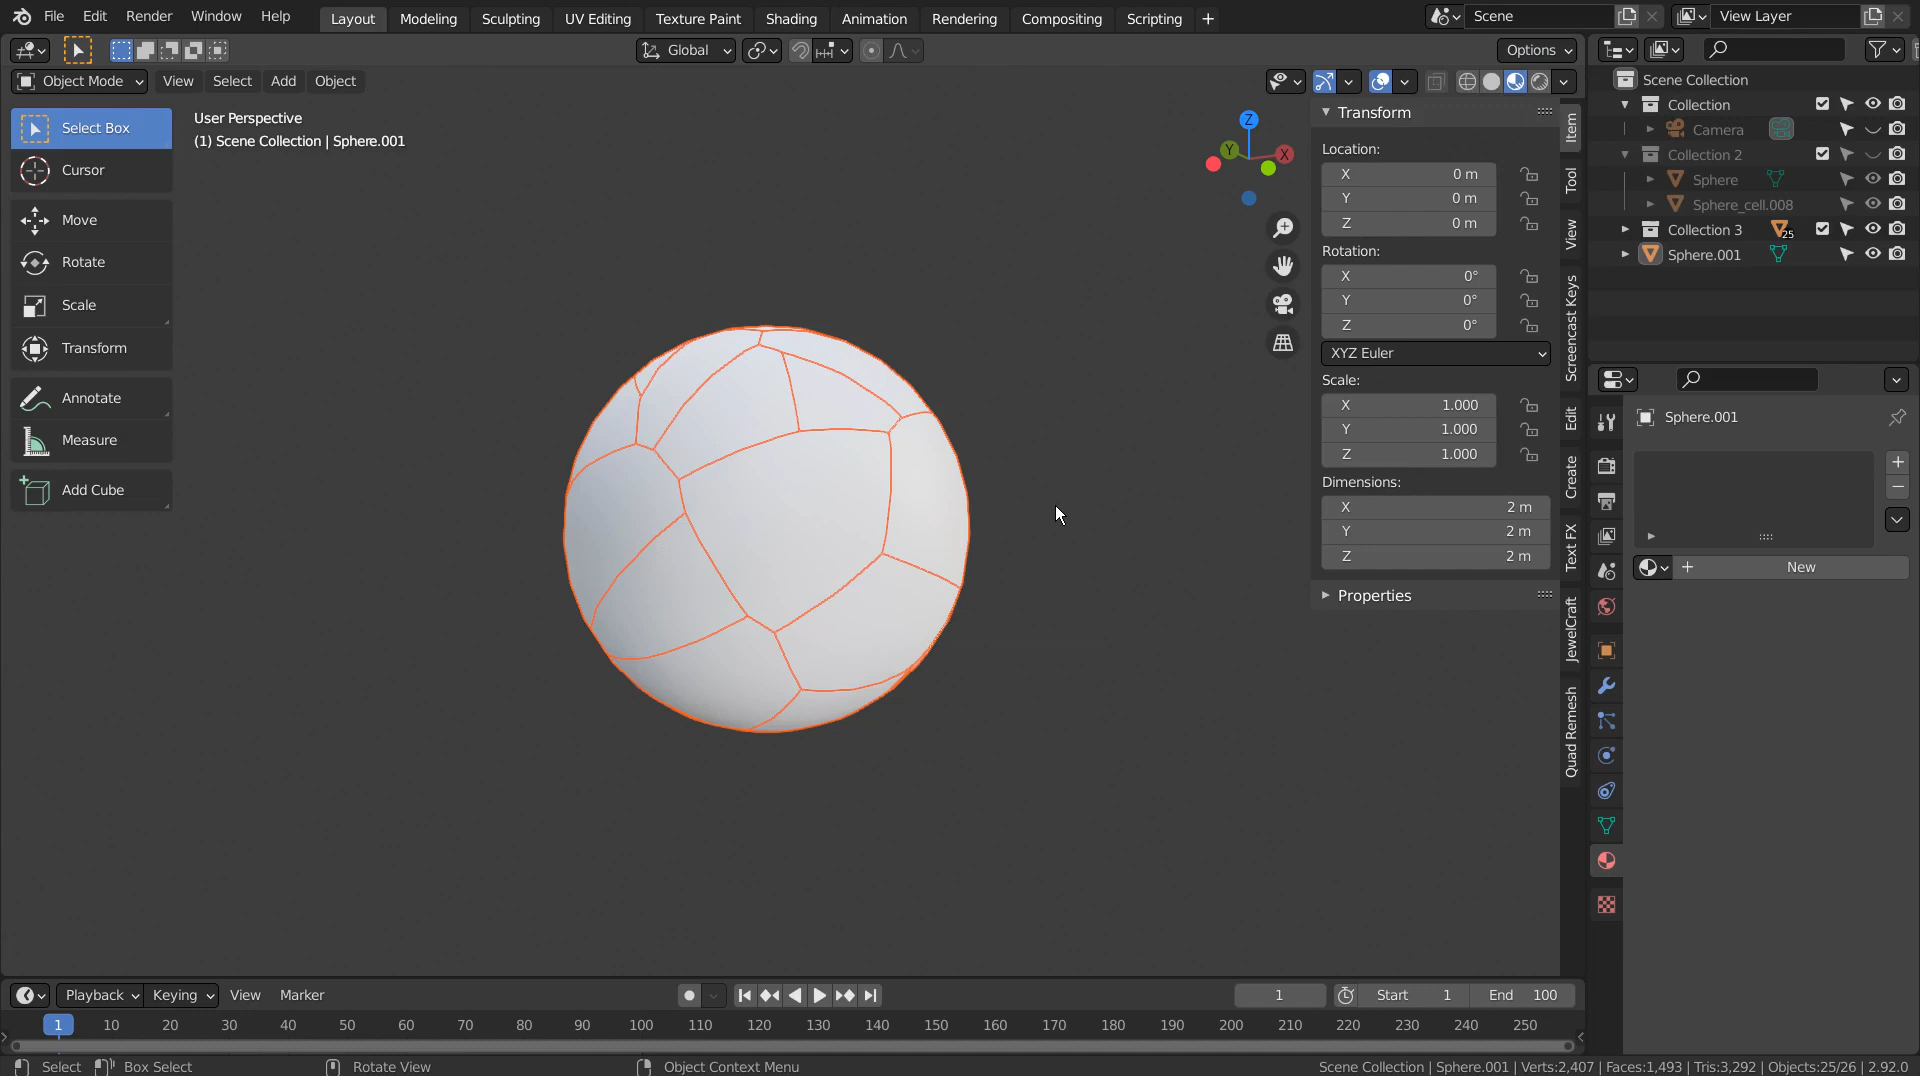 File Edit Render Window Help Layout Modeling Sculpting UV Editing Texture Paint Shading Animation Rendering Compositing Scripting + Scene View Layer
Global Options
Object Mode View Select Add Object
Select Box
Cursor
Move
Rotate
Scale
Transform
Annotate
Measure
Add Cube
User Perspective
(1) Scene Collection | Sphere.001
Z
Y
X
Transform
Location:
X 0 m
Y 0 m
Z 0 m
Rotation:
X 0°
Y 0°
Z 0°
XYZ Euler
Scale:
X 1.000
Y 1.000
Z 1.000
Dimensions:
X 2 m
Y 2 m
Z 2 m
Properties
Item
Tool
View
Screencast Keys
Edit
Create
Text FX
JewelCraft
Quad Remesh
Scene Collection
Collection
Camera
Collection 2
Sphere
Sphere_cell.008
Collection 3 25
Sphere.001
Sphere.001
New
Playback Keying View Marker 1 Start 1 End 100
1 10 20 30 40 50 60 70 80 90 100 110 120 130 140 150 160 170 180 190 200 210 220 230 240 250
Select Box Select Rotate View Object Context Menu Scene Collection | Sphere.001 | Verts:2,407 | Faces:1,493 | Tris:3,292 | Objects:25/26 | 2.92.0